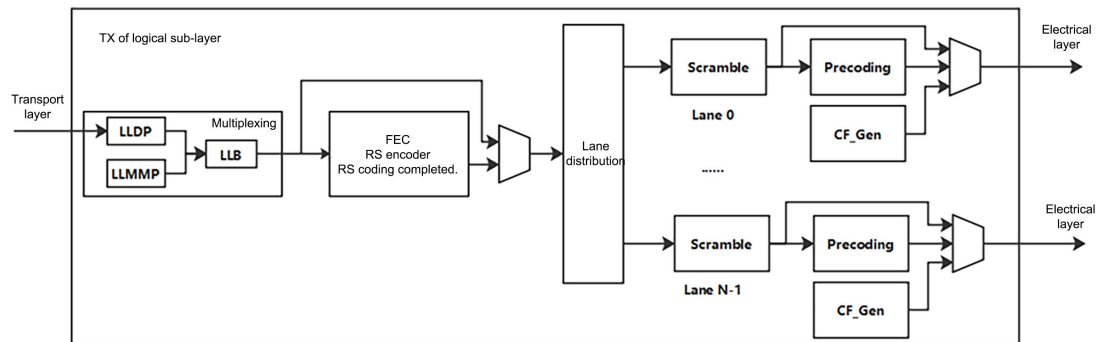 TX of logical sub-layer
Electrical
layer
Transport
layer
Multiplexing
LLDP
LLMMP
LLB
FEC
RS encoder
RS coding completed.
Lane
distribution
Scramble
Precoding
Lane 0
CF_Gen
......
Electrical
layer
Scramble
Precoding
Lane N-1
CF_Gen